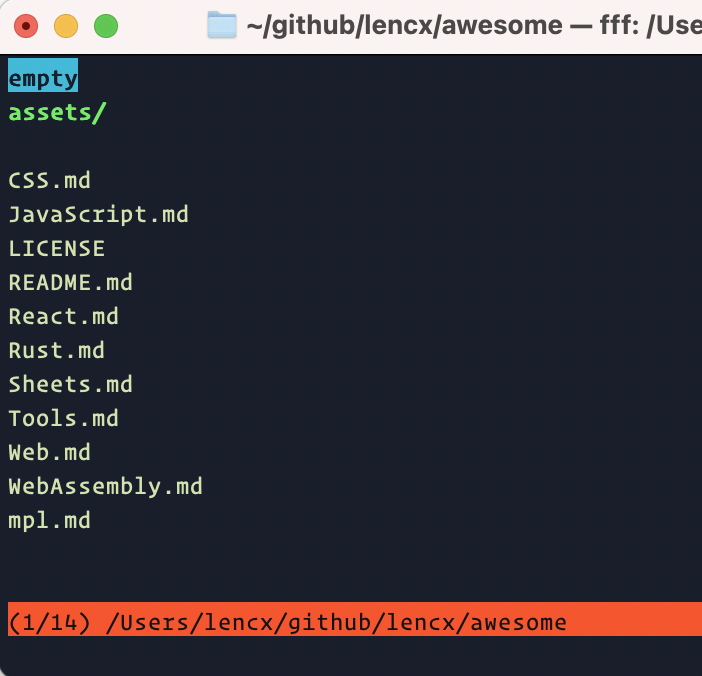 ~/github/lencx/awesome — fff: /Use
empty
assets/
CSS.md
JavaScript.md
LICENSE
README.md
React.md
Rust.md
Sheets.md
Tools.md
Web.md
WebAssembly.md
mpl.md
(1/14) /Users/lencx/github/lencx/awesome